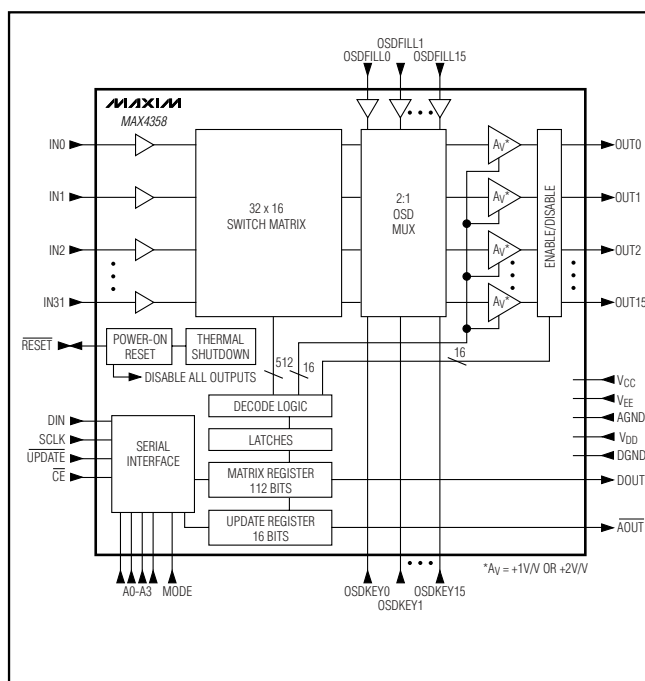 OSDFILL1
OSDFILL0 OSDFILL15
MAXIM
MAX4358
IN0
IN1
IN2
IN31
32 x 16
SWITCH MATRIX
2:1
OSD
MUX
AV*
AV*
AV*
AV*
ENABLE/DISABLE
OUT0
OUT1
OUT2
OUT15
RESET
POWER-ON
RESET
THERMAL
SHUTDOWN
DISABLE ALL OUTPUTS
512
16
16
VCC
VEE
AGND
VDD
DGND
DOUT
AOUT
DIN
SCLK
UPDATE
CE
SERIAL
INTERFACE
DECODE LOGIC
LATCHES
MATRIX REGISTER
112 BITS
UPDATE REGISTER
16 BITS
A0-A3 MODE
OSDKEY0 OSDKEY15
OSDKEY1
*AV = +1V/V OR +2V/V